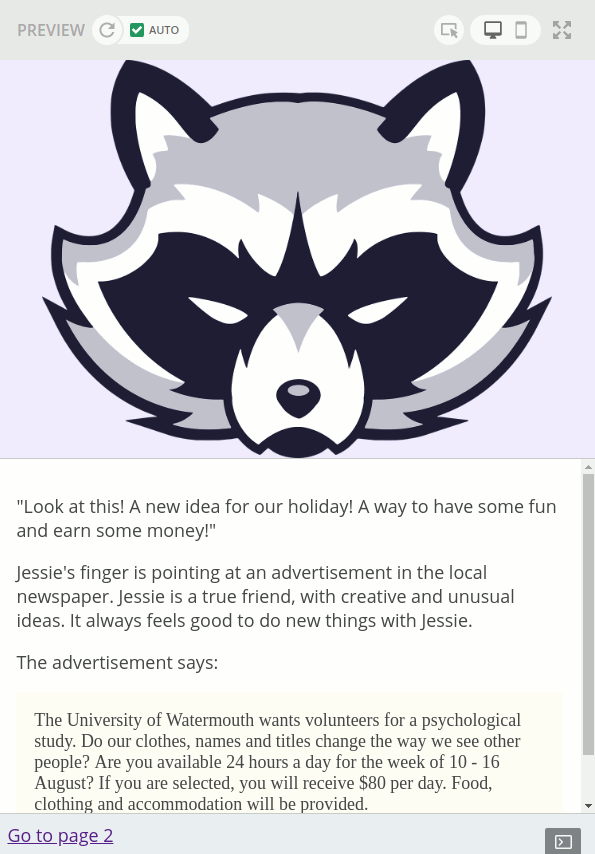 PREVIEW
AUTO
"Look at this! A new idea for our holiday! A way to have some fun
and earn some money!"
Jessie's finger is pointing at an advertisement in the local
newspaper. Jessie is a true friend, with creative and unusual
ideas. It always feels good to do new things with Jessie.
The advertisement says:
The University of Watermouth wants volunteers for a psychological
study. Do our clothes, names and titles change the way we see other
people? Are you available 24 hours a day for the week of 10 - 16
August? If you are selected, you will receive $80 per day. Food,
clothing and accommodation will be provided.
Go to page 2